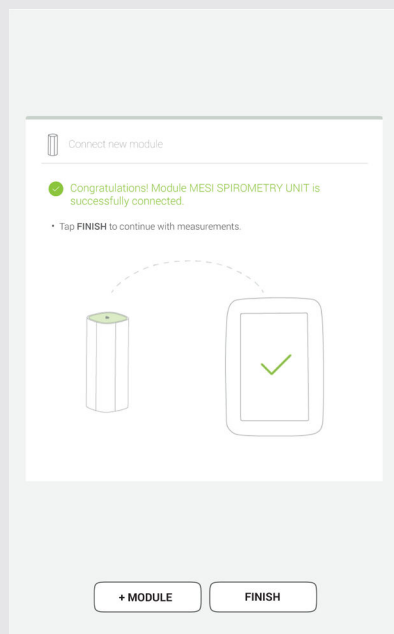 Connect new module
Congratulations! Module MESI SPIROMETRY UNIT is
successfully connected.
• Tap FINISH to continue with measurements.
+ MODULE
FINISH